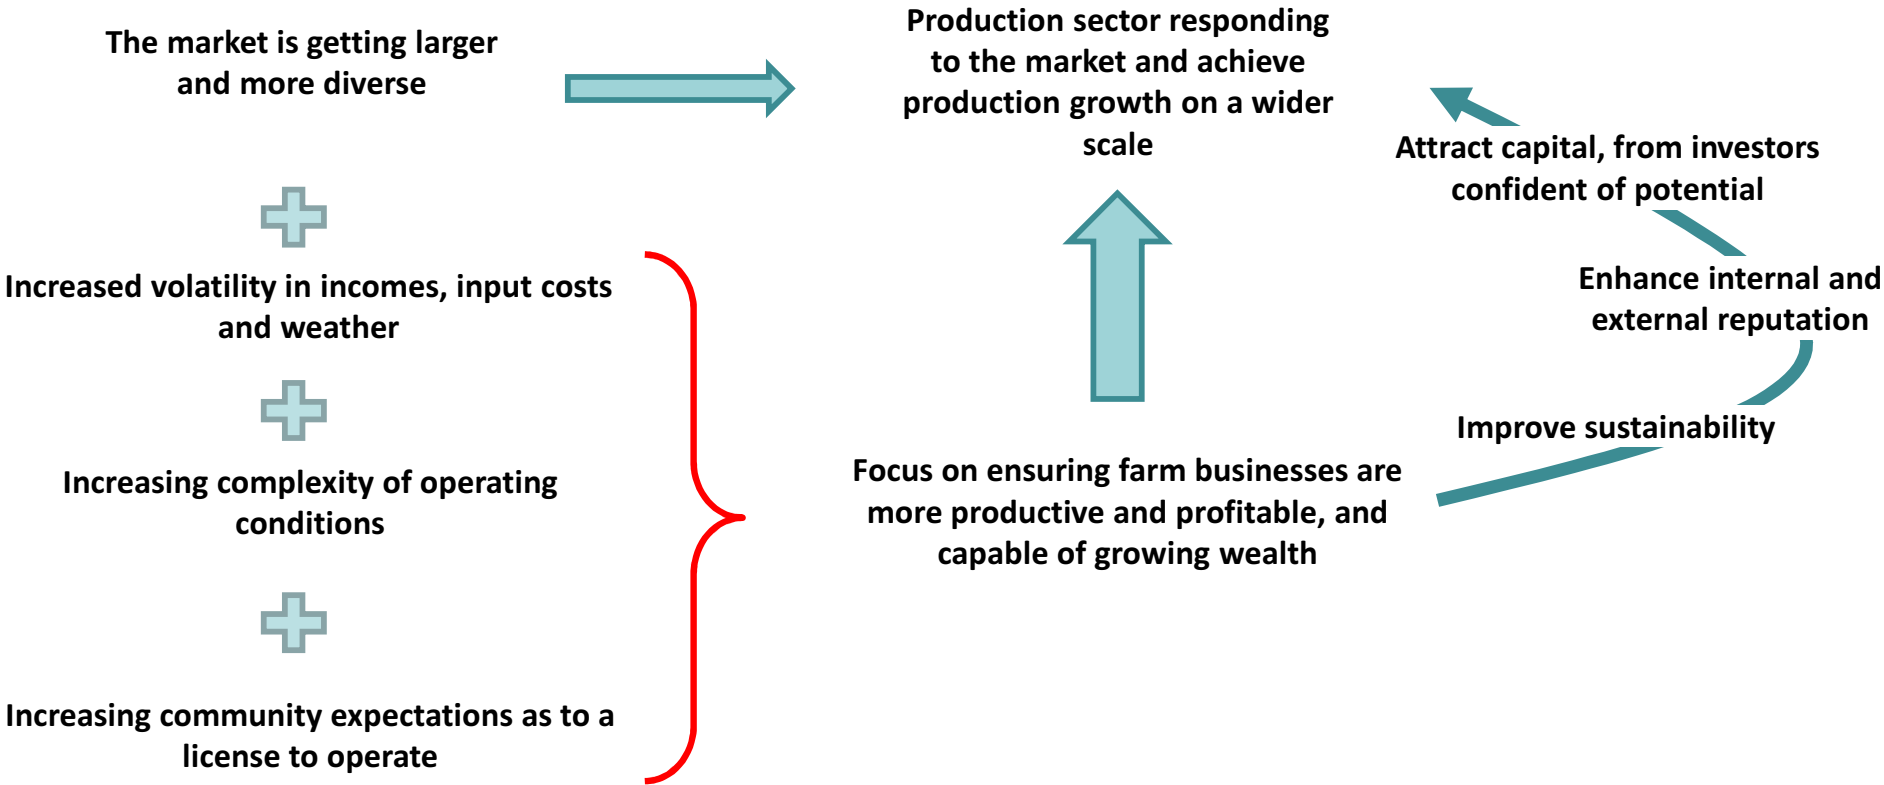 The market is getting larger
and more diverse
Increased volatility in incomes, input costs
and weather
Increasing complexity of operating
conditions
Increasing community expectations as to a
license to operate
Production sector responding
to the market and achieve
production growth on a wider
scale
Focus on ensuring farm businesses are
more productive and profitable, and
capable of growing wealth
Attract capital, from investors
confident of potential
Enhance internal and
external reputation
Improve sustainability